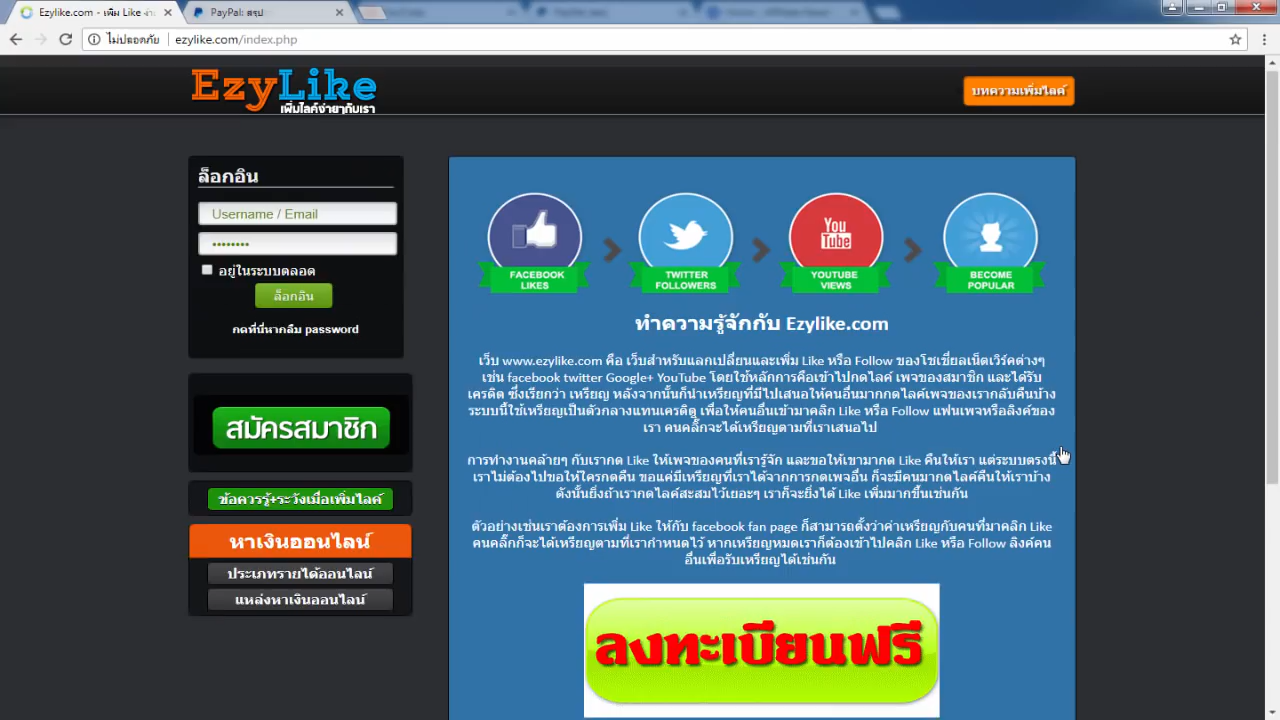 Ezylike.com - เพิ่ม Like ง่า
PayPal: สรุป
ไม่ปลอดภัย
ezylike.com/index.php
EzyLike
เพิ่มไลค์ง่ายๆกับเรา
บทความเพิ่มไลค์
ล็อกอิน
Username / Email
••••••••
อยู่ในระบบตลอด
ล็อกอิน
กดที่นี่หากลืม password
สมัครสมาชิก
ข้อควรรู้+ระวังเมื่อเพิ่มไลค์
หาเงินออนไลน์
ประเภทรายได้ออนไลน์
แหล่งหาเงินออนไลน์
You
Tube
FACEBOOK
LIKES
TWITTER
FOLLOWERS
YOUTUBE
VIEWS
BECOME
POPULAR
ทำความรู้จักกับ Ezylike.com
เว็บ www.ezylike.com คือ เว็บสำหรับแลกเปลี่ยนและเพิ่ม Like หรือ Follow ของโซเชี่ยลเน็ตเวิร์คต่างๆ
เช่น facebook twitter Google+ YouTube โดยใช้หลักการคือเข้าไปกดไลค์ เพจของสมาชิก และได้รับ
เครดิต ซึ่งเรียกว่า เหรียญ หลังจากนั้นก็นำเหรียญที่มีไปเสนอให้คนอื่นมากกดไลค์เพจของเรากลับคืนบ้าง
ระบบนี้ใช้เหรียญเป็นตัวกลางแทนเครดิต เพื่อให้คนอื่นเข้ามาคลิก Like หรือ Follow แฟนเพจหรือลิงค์ของ
เรา คนคลิ๊กจะได้เหรียญตามที่เราเสนอไป
การทำงานคล้ายๆ กับเรากด Like ให้เพจของคนที่เรารู้จัก และขอให้เขามากด Like คืนให้เรา แต่ระบบตรงนี้
เราไม่ต้องไปขอให้ใครกดคืน ขอแค่มีเหรียญที่เราได้จากการกดเพจอื่น ก็จะมีคนมากดไลค์คืนให้เราบ้าง
ดังนั้นยิ่งถ้าเรากดไลค์สะสมไว้เยอะๆ เราก็จะยิ่งได้ Like เพิ่มมากขึ้นเช่นกัน
ตัวอย่างเช่นเราต้องการเพิ่ม Like ให้กับ facebook fan page ก็สามารถตั้งว่าค่าเหรียญกับคนที่มาคลิก Like
คนคลิ๊กก็จะได้เหรียญตามที่เรากำหนดไว้ หากเหรียญหมดเราก็ต้องเข้าไปคลิก Like หรือ Follow ลิงค์คน
อื่นเพื่อรับเหรียญได้เช่นกัน
ลงทะเบียนฟรี